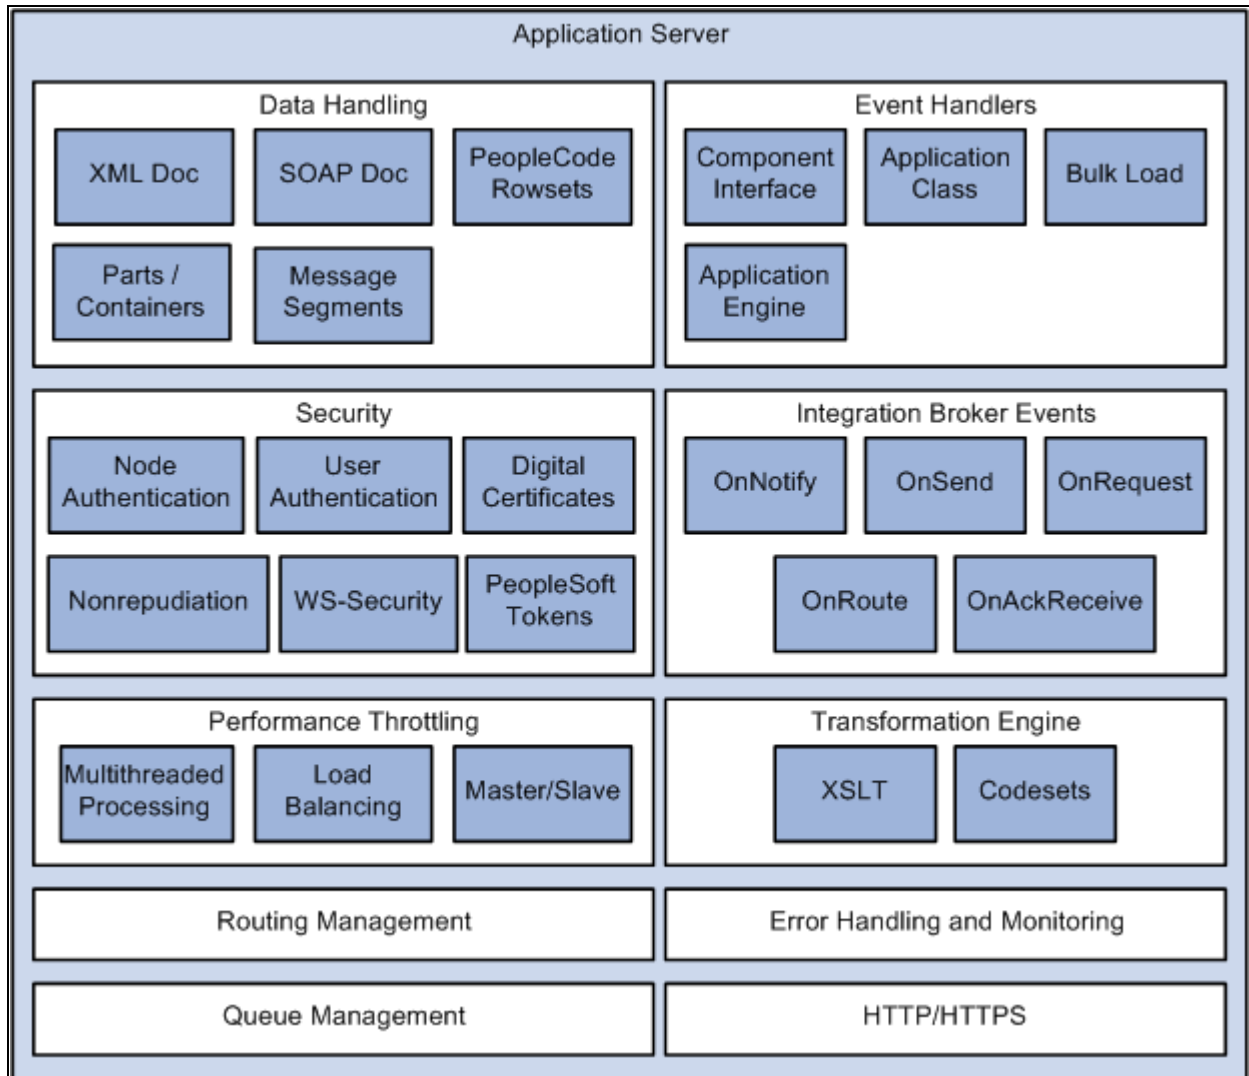 Application Server
Data Handling
XML Doc
SOAP Doc
PeopleCode
Rowsets
Parts /
Containers
Message
Segments
Event Handlers
Component
Interface
Application
Class
Bulk Load
Application
Engine
Security
Node
Authentication
User
Authentication
Digital
Certificates
Nonrepudiation
WS-Security
PeopleSoft
Tokens
Integration Broker Events
OnNotify
OnSend
OnRequest
OnRoute
OnAckReceive
Performance Throttling
Multithreaded
Processing
Load
Balancing
Master/Slave
Transformation Engine
XSLT
Codesets
Routing Management
Error Handling and Monitoring
Queue Management
HTTP/HTTPS